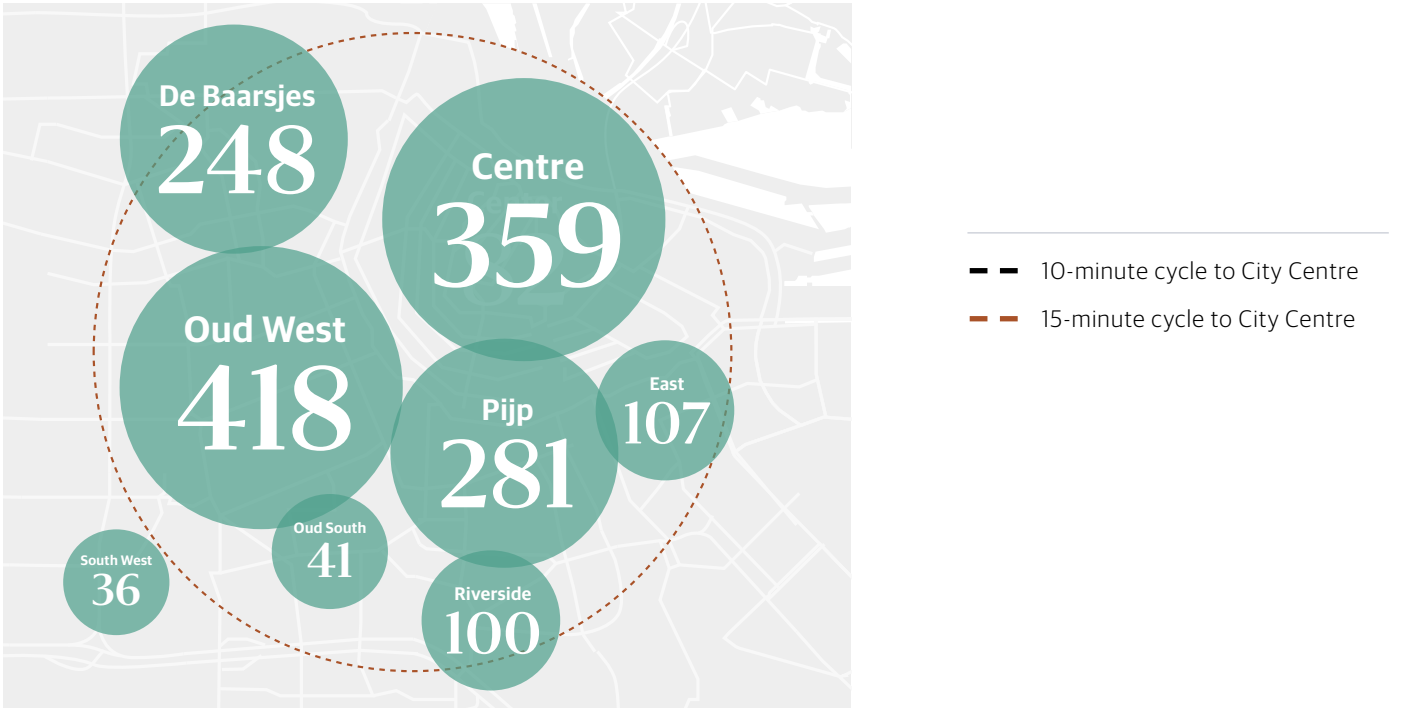 De Baarsjes
248
Centre
359
Oud West
418
Pijp
281
East
107
Oud South
41
South West
36
Riverside
100
10-minute cycle to City Centre
15-minute cycle to City Centre